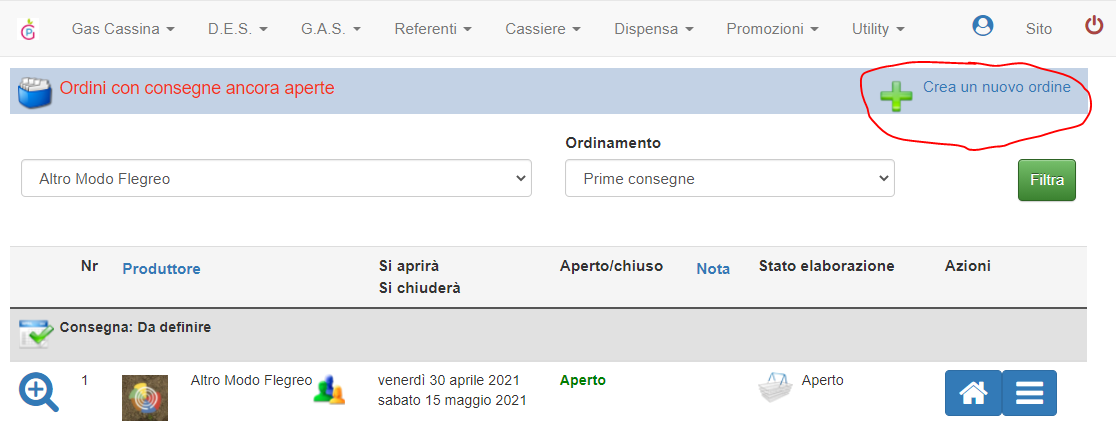 Gas Cassina D.E.S. G.A.S. Referenti Cassiere Dispensa Promozioni Utility Sito
Ordini con consegne ancora aperte Crea un nuovo ordine
Ordinamento
Altro Modo Flegreo Prime consegne Filtra
Nr Produttore Si aprirà Aperto/chiuso Nota Stato elaborazione Azioni
Si chiuderà
Consegna: Da definire
1 Altro Modo Flegreo venerdì 30 aprile 2021 Aperto Aperto
sabato 15 maggio 2021